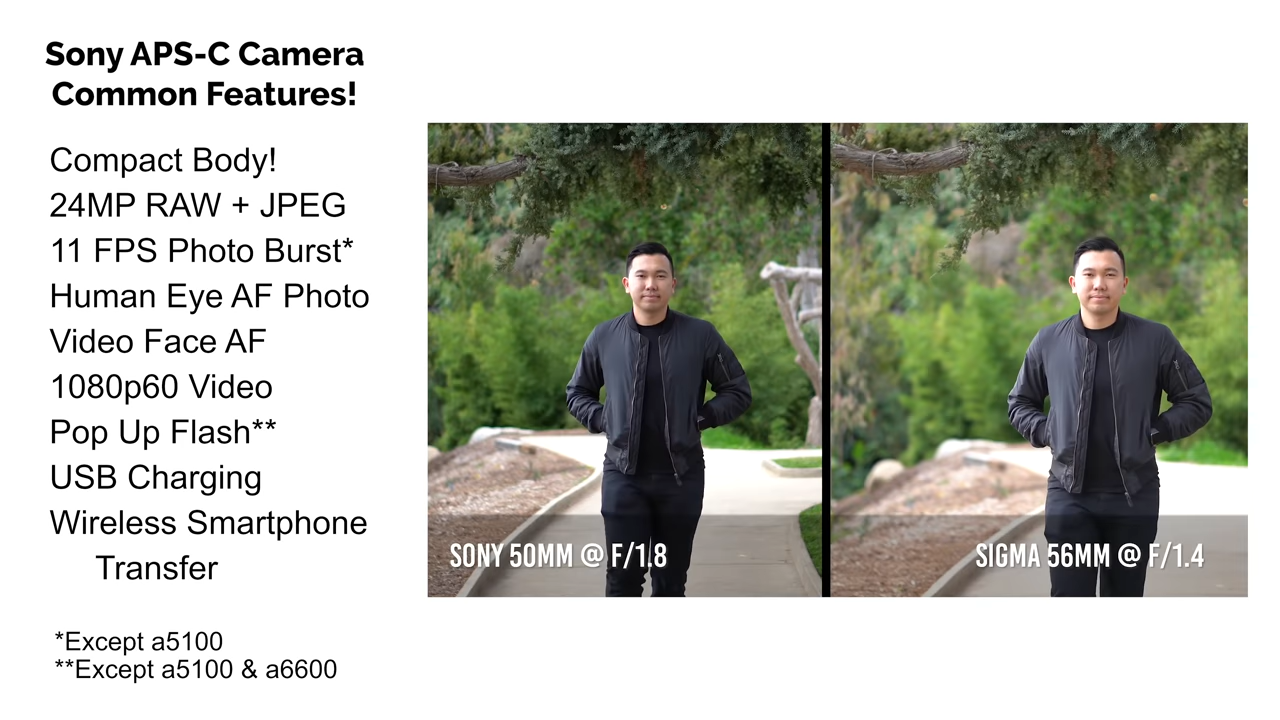 Sony APS-C Camera
Common Features!
Compact Body!
24MP RAW + JPEG
11 FPS Photo Burst*
Human Eye AF Photo
Video Face AF
1080p60 Video
Pop Up Flash**
USB Charging
Wireless Smartphone
Transfer
*Except a5100
**Except a5100 & a6600
SONY 50MM @ F/1.8
SIGMA 56MM @ F/1.4